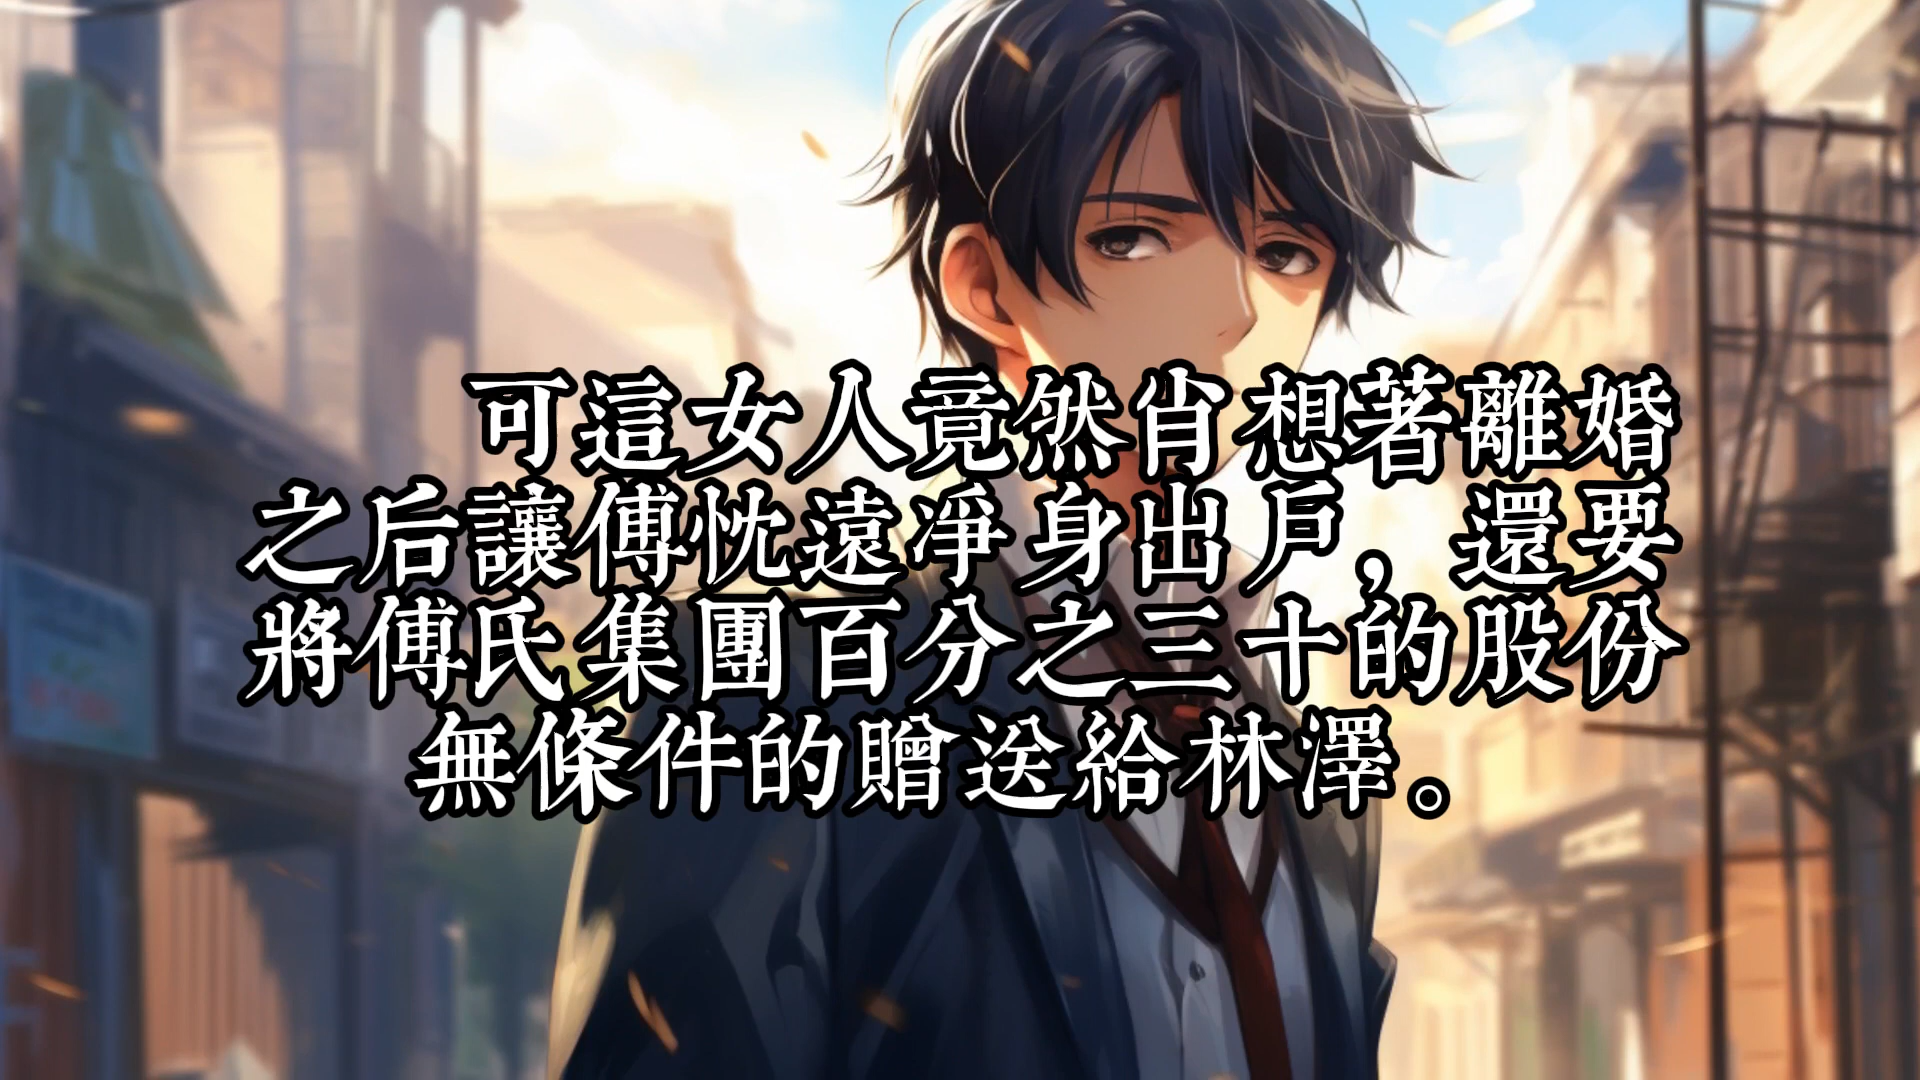 可這女人竟然肖想著離婚
之后讓傅忱遠凈身出戶，還要
將傅氏集團百分之三十的股份
無條件的贈送給林澤。